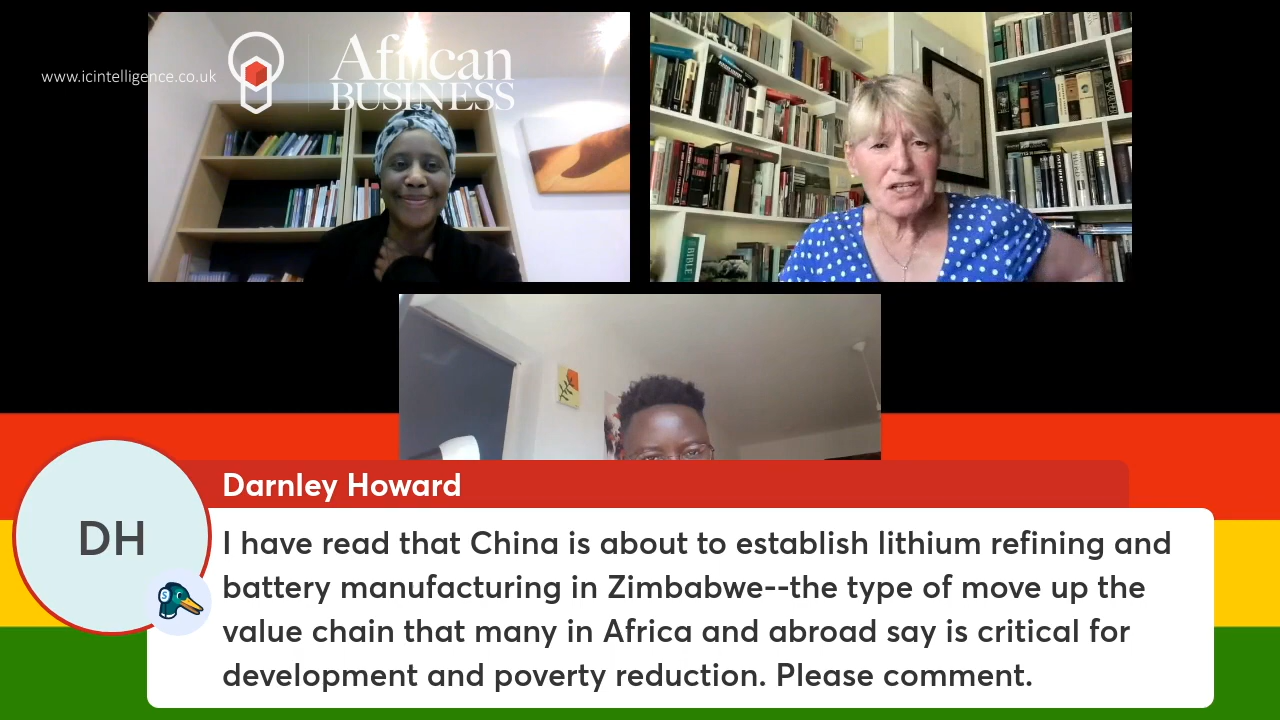 www.icintelligence.co.uk
African
BUSINESS
BIBLE
Darnley Howard
DH
S
I have read that China is about to establish lithium refining and
battery manufacturing in Zimbabwe--the type of move up the
value chain that many in Africa and abroad say is critical for
development and poverty reduction. Please comment.